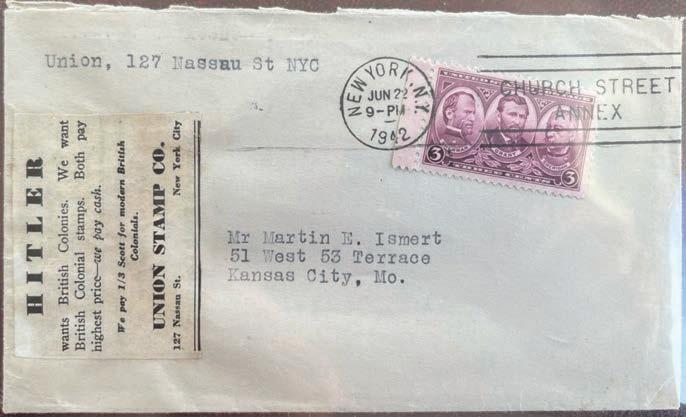 Union, 127 Nassau St NYC
NEW YORK, N.Y.
JUN 22
9-PM
1942
CHURCH STREET
ANNEX
SHERMAN GRANT SHERIDAN
3 3
HITLER
wants British Colonies. We want
British Colonial stamps. Both pay
highest price—we pay cash.
We pay 1/3 Scott for modern British
Colonials.
UNION STAMP CO.
127 Nassau St. New York City
Mr Martin E. Ismert
51 West 53 Terrace
Kansas City, Mo.